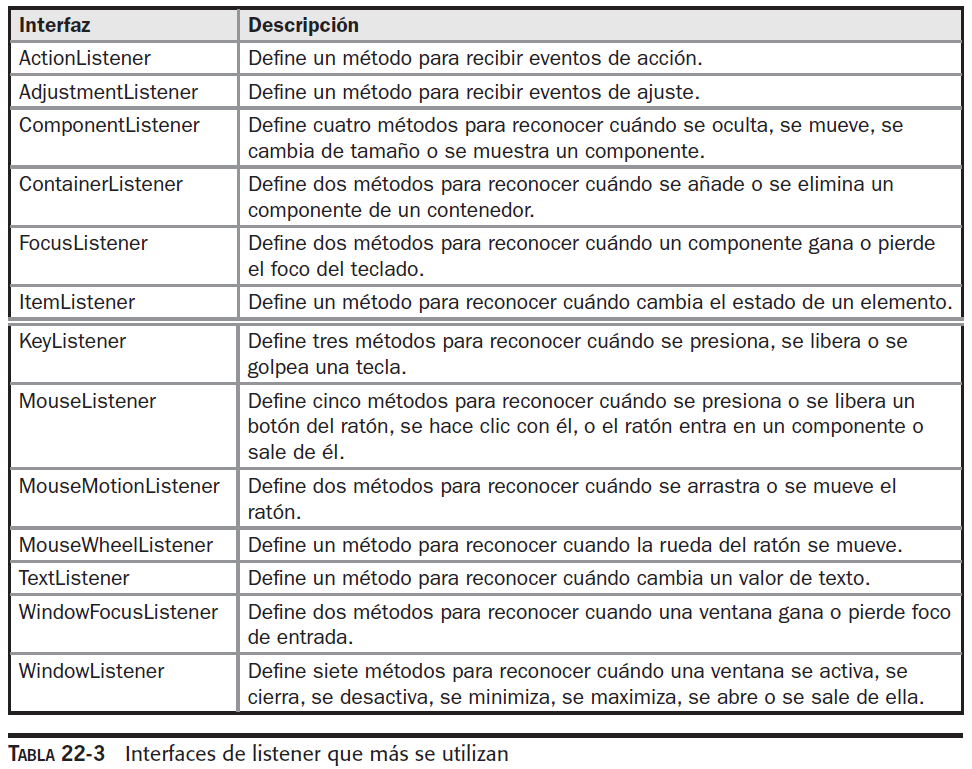 Interfaz Descripción
ActionListener Define un método para recibir eventos de acción.
AdjustmentListener Define un método para recibir eventos de ajuste.
ComponentListener Define cuatro métodos para reconocer cuándo se oculta, se mueve, se
cambia de tamaño o se muestra un componente.
ContainerListener Define dos métodos para reconocer cuándo se añade o se elimina un
componente de un contenedor.
FocusListener Define dos métodos para reconocer cuándo un componente gana o pierde
el foco del teclado.
ItemListener Define un método para reconocer cuándo cambia el estado de un elemento.
KeyListener Define tres métodos para reconocer cuándo se presiona, se libera o se
golpea una tecla.
MouseListener Define cinco métodos para reconocer cuándo se presiona o se libera un
botón del ratón, se hace clic con él, o el ratón entra en un componente o
sale de él.
MouseMotionListener Define dos métodos para reconocer cuándo se arrastra o se mueve el
ratón.
MouseWheelListener Define un método para reconocer cuando la rueda del ratón se mueve.
TextListener Define un método para reconocer cuándo cambia un valor de texto.
WindowFocusListener Define dos métodos para reconocer cuando una ventana gana o pierde foco
de entrada.
WindowListener Define siete métodos para reconocer cuándo una ventana se activa, se
cierra, se desactiva, se minimiza, se maximiza, se abre o se sale de ella.
TABLA 22-3 Interfaces de listener que más se utilizan